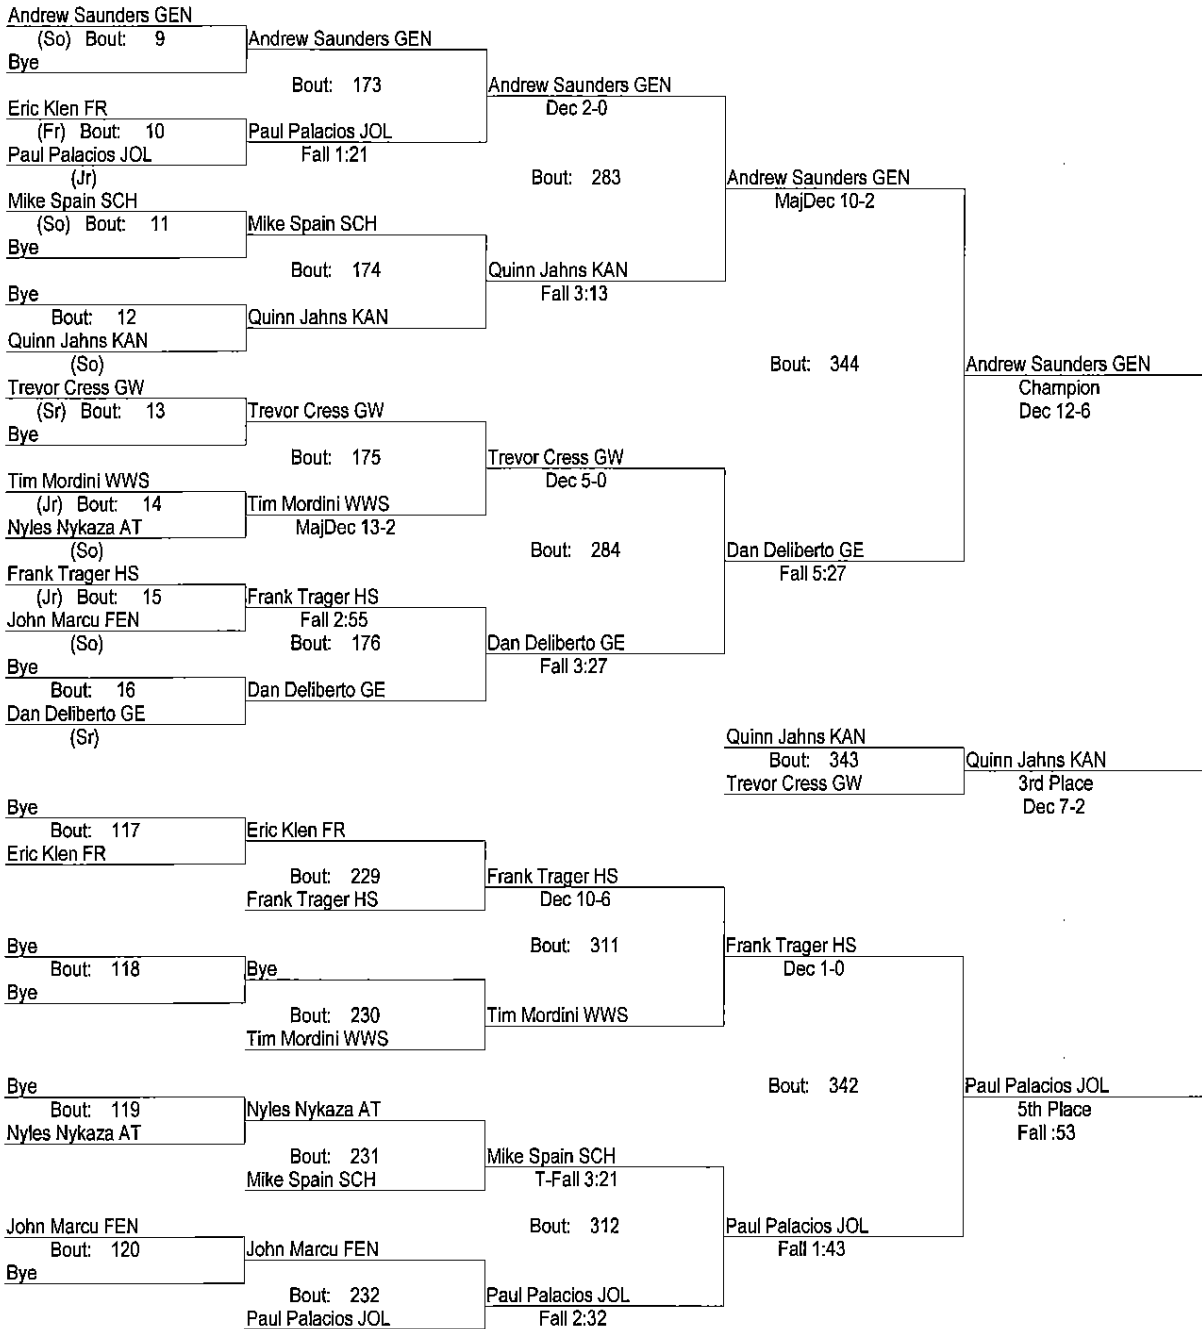 Andrew Saunders GEN
(So) Bout: 9
Bye
Andrew Saunders GEN
Bout: 173
Eric Klen FR
(Fr) Bout: 10
Paul Palacios JOL
(Jr)
Paul Palacios JOL
Fall 1:21
Andrew Saunders GEN
Dec 2-0
Bout: 283
Mike Spain SCH
(So) Bout: 11
Bye
Mike Spain SCH
Bout: 174
Bye
Bout: 12
Quinn Jahns KAN
(So)
Quinn Jahns KAN
Quinn Jahns KAN
Fall 3:13
Andrew Saunders GEN
MajDec 10-2
Bout: 344
Trevor Cress GW
(Sr) Bout: 13
Bye
Trevor Cress GW
Bout: 175
Tim Mordini WWS
(Jr) Bout: 14
Nyles Nykaza AT
(So)
Tim Mordini WWS
MajDec 13-2
Trevor Cress GW
Dec 5-0
Bout: 284
Frank Trager HS
(Jr) Bout: 15
John Marcu FEN
(So)
Frank Trager HS
Fall 2:55
Bout: 176
Bye
Bout: 16
Dan Deliberto GE
(Sr)
Dan Deliberto GE
Dan Deliberto GE
Fall 3:27
Dan Deliberto GE
Fall 5:27
Andrew Saunders GEN
Champion
Dec 12-6
Quinn Jahns KAN
Bout: 343
Trevor Cress GW
Quinn Jahns KAN
3rd Place
Dec 7-2
Bye
Bout: 117
Eric Klen FR
Eric Klen FR
Bout: 229
Frank Trager HS
Frank Trager HS
Dec 10-6
Bout: 311
Bye
Bout: 118
Bye
Bye
Bout: 230
Tim Mordini WWS
Tim Mordini WWS
Frank Trager HS
Dec 1-0
Bout: 342
Bye
Bout: 119
Nyles Nykaza AT
Nyles Nykaza AT
Bout: 231
Mike Spain SCH
Mike Spain SCH
T-Fall 3:21
Bout: 312
John Marcu FEN
Bout: 120
Bye
John Marcu FEN
Bout: 232
Paul Palacios JOL
Paul Palacios JOL
Fall 2:32
Paul Palacios JOL
Fall 1:43
Paul Palacios JOL
5th Place
Fall :53